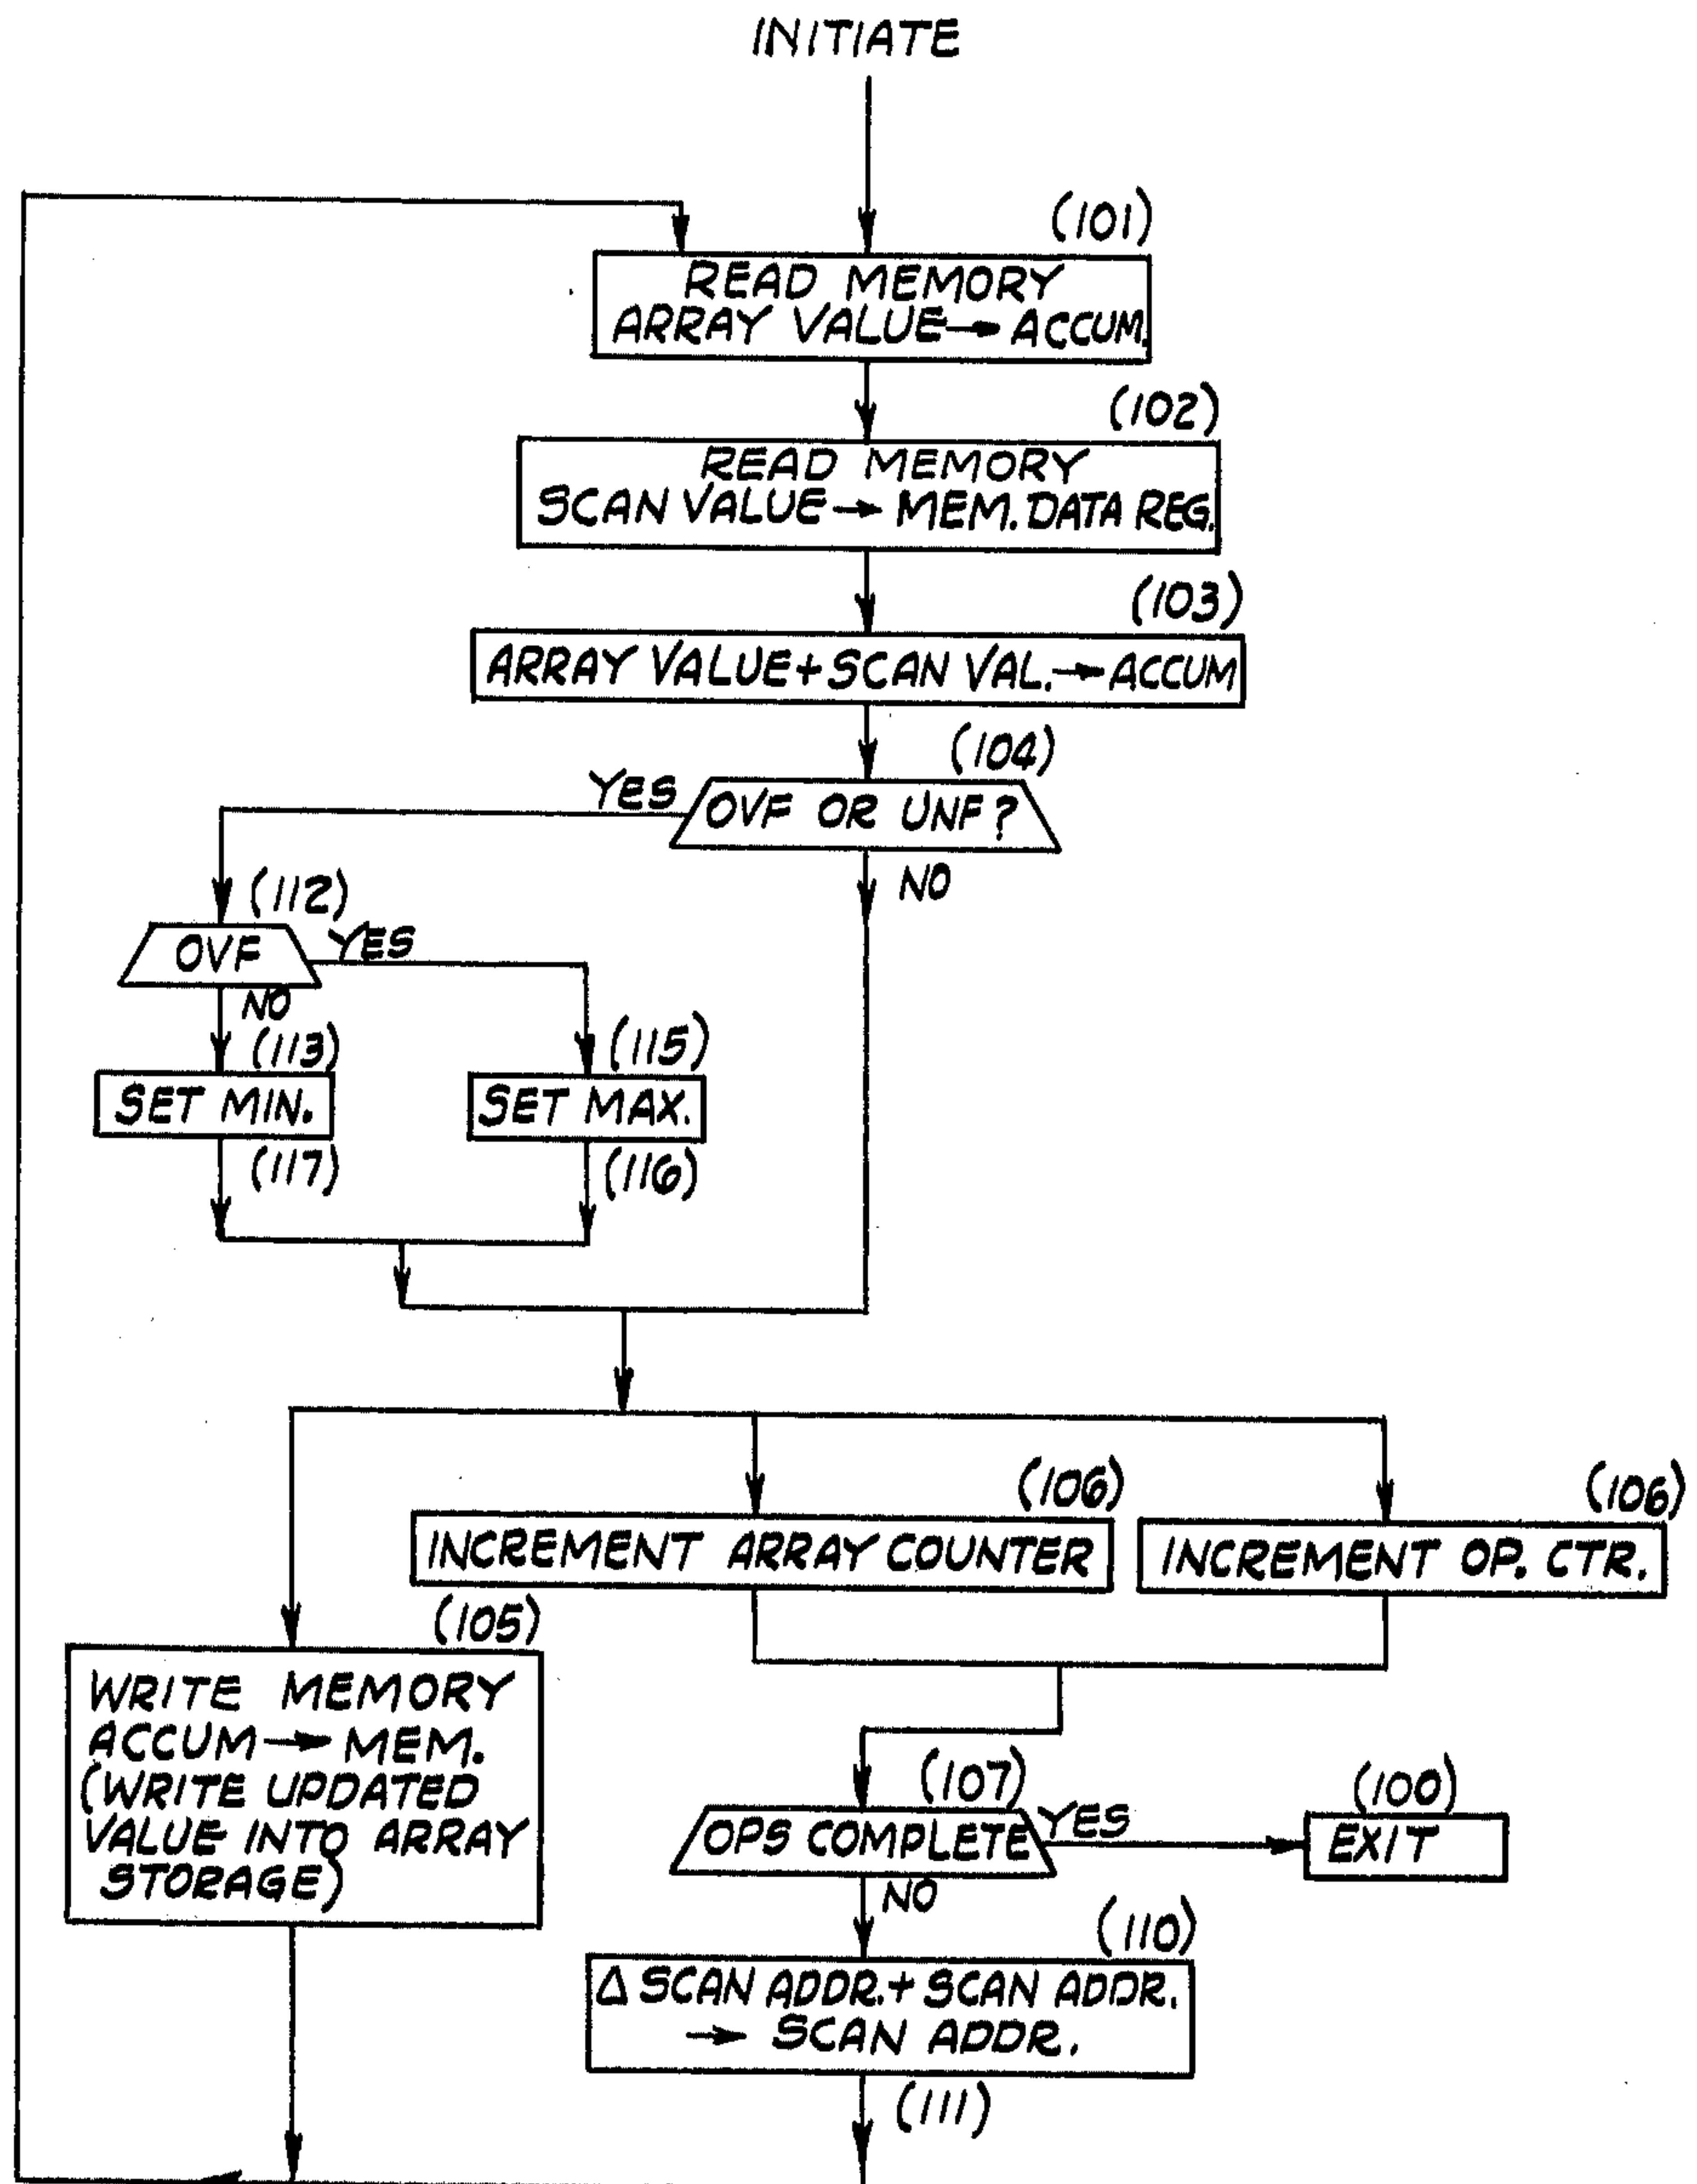 INITIATE
(101)
READ MEMORY
ARRAY VALUE→ACCUM.
(102)
READ MEMORY
SCAN VALUE→MEM. DATA REG.
(103)
ARRAY VALUE+SCAN VAL.→ACCUM
(104)
YES
OVF OR UNF?
NO
(112)
OVF
YES
NO
(113)
(115)
SET MIN.
SET MAX.
(117)
(116)
(106)
(106)
INCREMENT ARRAY COUNTER
INCREMENT OP. CTR.
(105)
WRITE MEMORY
ACCUM→MEM.
(WRITE UPDATED
VALUE INTO ARRAY
STORAGE)
(107)
OPS COMPLETE
YES
(100)
EXIT
NO
(110)
Δ SCAN ADDR.+ SCAN ADDR.
→ SCAN ADDR.
(111)